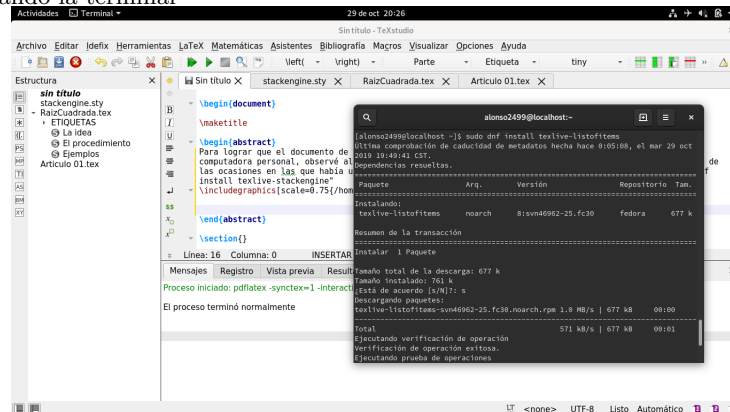 ando la terminal
Actividades Terminal
29 de oct 20:26
Sin título - TeXstudio
Archivo Editar Idefix Herramientas LaTeX Matemáticas Asistentes Bibliografía Macros Visualizar Opciones Ayuda
\left( \right) Parte Etiqueta tiny
Estructura
Sin título stackengine.sty RaizCuadrada.tex Articulo 01.tex
sin título
stackengine.sty
RaizCuadrada.tex
ETIQUETAS
La idea
El procedimiento
Ejemplos
Articulo 01.tex
\begin{document}
\maketitle
\begin{abstract}
Para lograr que el documento de
computadora personal, observé al
de
las ocasiones en las que había u
f
install texlive-stackengine"
\includegraphics[scale=0.75{/hom
\end{abstract}
\section{}
Línea: 16 Columna: 0 INSERTAR
Mensajes Registro Vista previa
Proceso iniciado: pdflatex -synctex=1
El proceso terminó normalmente
alonso2499@localhost:~
[alonso2499@localhost ~]$ sudo dnf install texlive-listofitems
Última comprobación de caducidad de metadatos hecha hace 0:05:08, el mar 29 oct
2019 19:49:41 CST.
Dependencias resueltas.
Paquete Arq. Versión Repositorio Tam.
Instalando:
texlive-listofitems noarch 8:svn46962-25.fc30 fedora 677 k
Resumen de la transacción
Instalar 1 Paquete
Tamaño total de la descarga: 677 k
Tamaño instalado: 761 k
¿Está de acuerdo [s/N]?: s
Descargando paquetes:
texlive-listofitems-svn46962-25.fc30.noarch.rpm 1.0 MB/s | 677 kB 00:00
Total 571 kB/s | 677 kB 00:01
Ejecutando verificación de operación
Verificación de operación exitosa.
Ejecutando prueba de operaciones
LT <none> UTF-8 Listo Automático